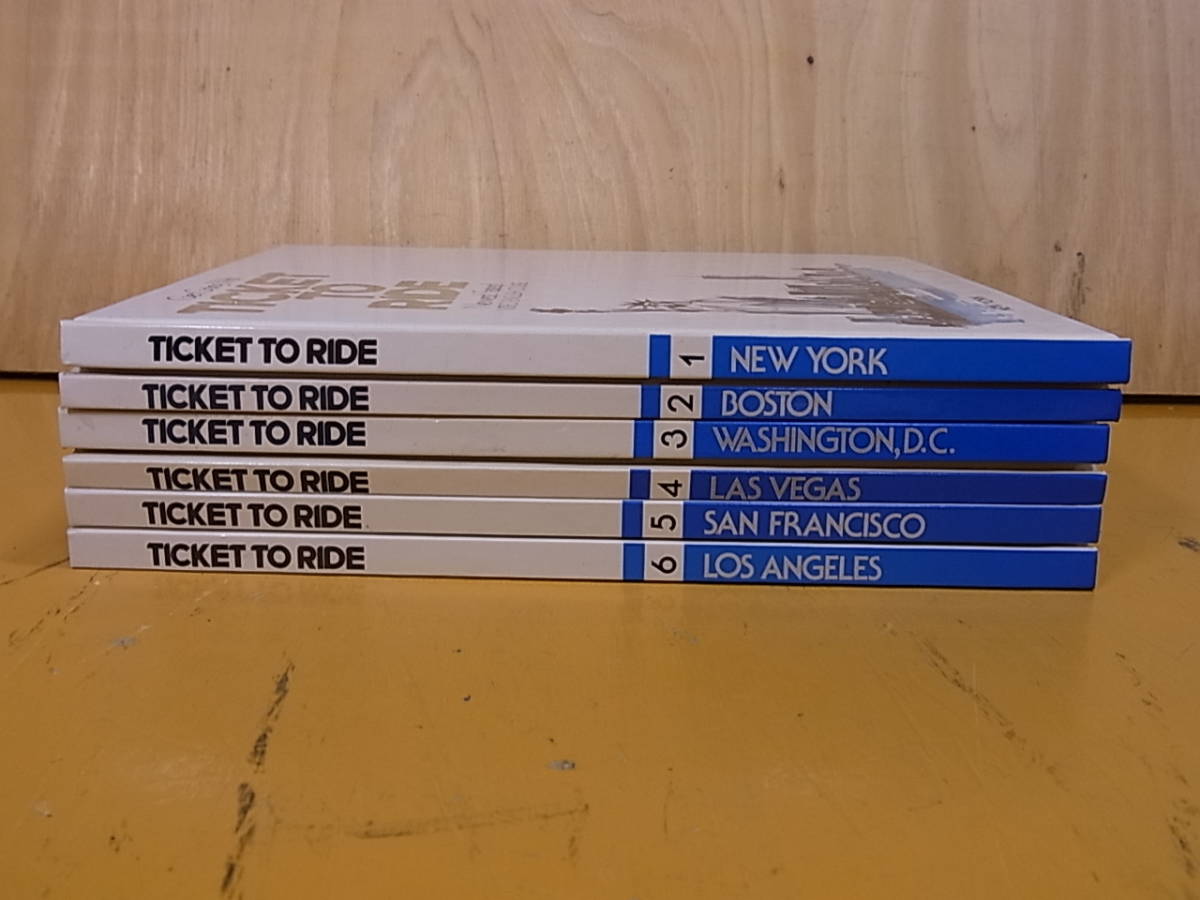 TICKET
TO
RIDE
TICKET TO RIDE 1 NEW YORK
TICKET TO RIDE 2 BOSTON
TICKET TO RIDE 3 WASHINGTON,D.C.
TICKET TO RIDE 4 LAS VEGAS
TICKET TO RIDE 5 SAN FRANCISCO
TICKET TO RIDE 6 LOS ANGELES